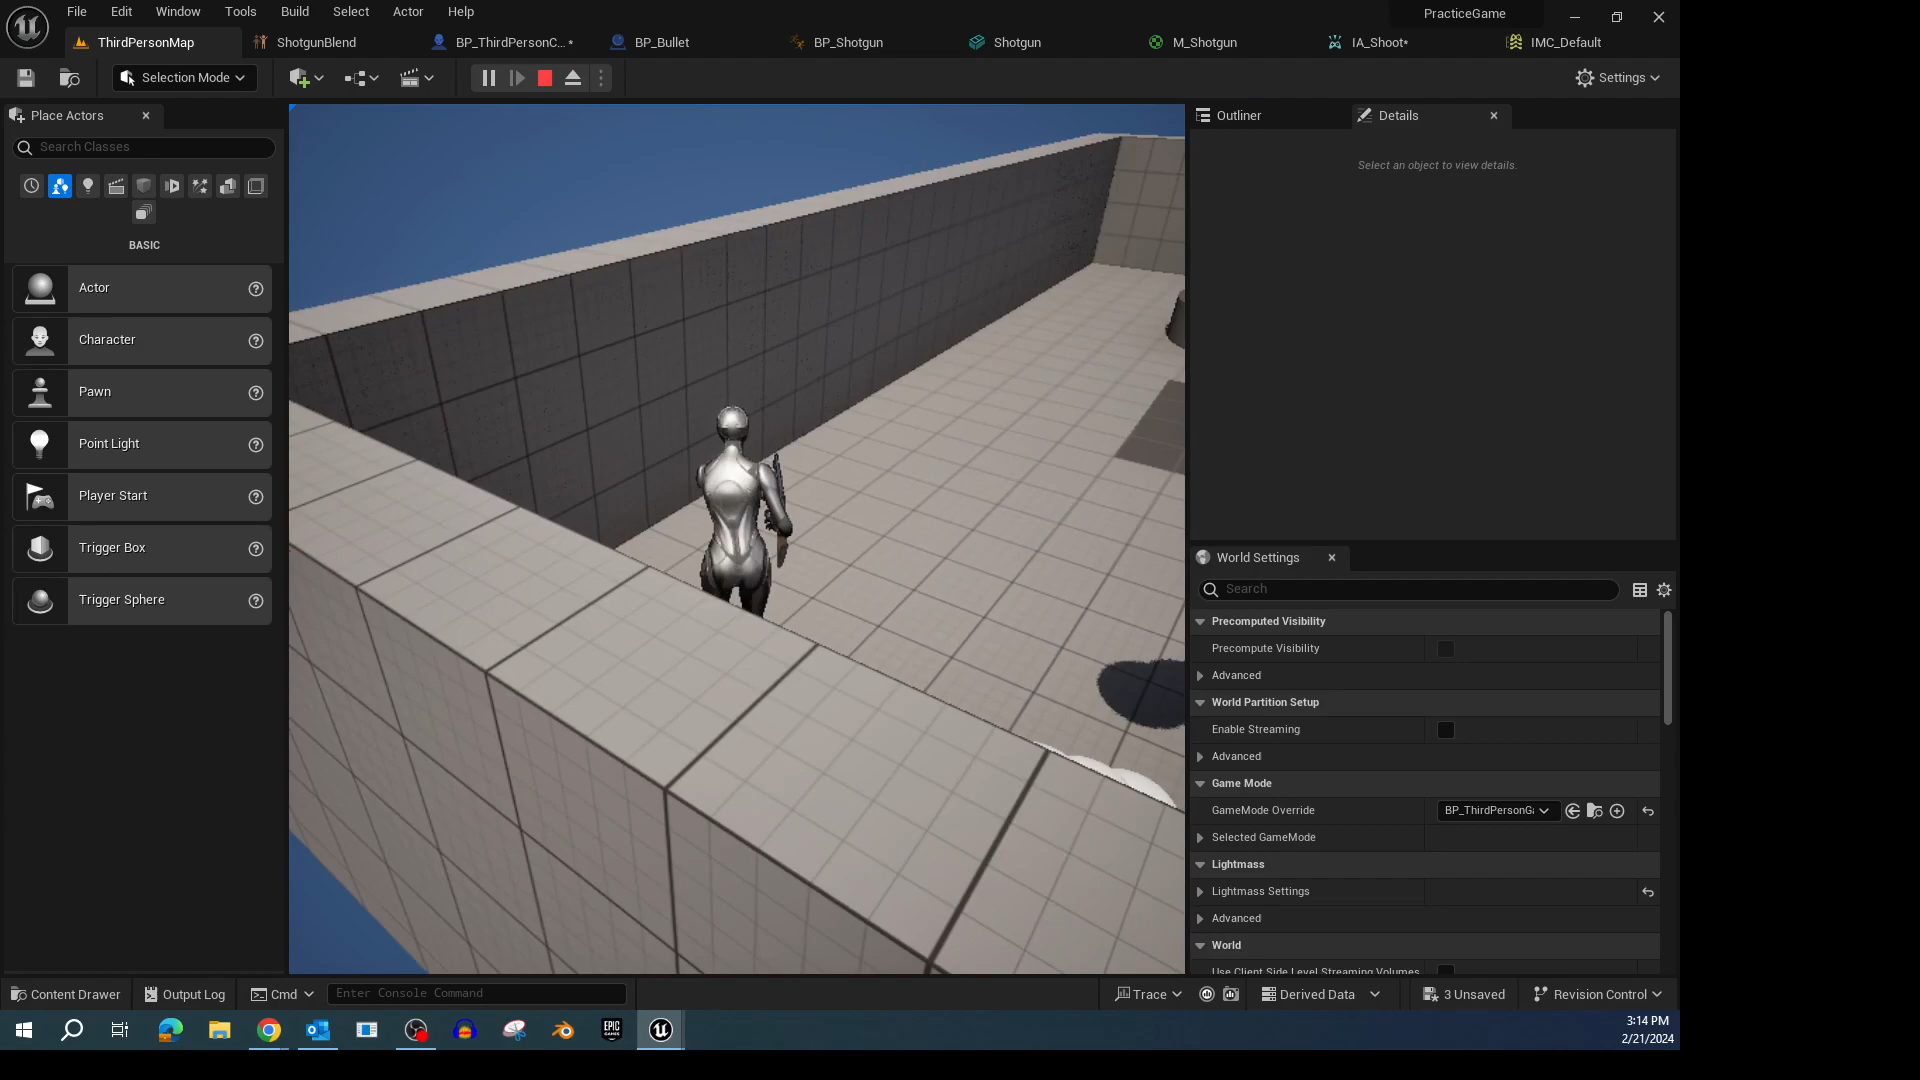 File Edit Window Tools Build Select Actor Help
PracticeGame
ThirdPersonMap ShotgunBlend BP_ThirdPersonC...* BP_Bullet BP_Shotgun Shotgun M_Shotgun IA_Shoot* IMC_Default
Selection Mode
Settings
Place Actors
Search Classes
BASIC
Actor
Character
Pawn
Point Light
Player Start
Trigger Box
Trigger Sphere
Outliner Details
Select an object to view details.
World Settings
Search
Precomputed Visibility
Precompute Visibility
Advanced
World Partition Setup
Enable Streaming
Advanced
Game Mode
GameMode Override BP_ThirdPersonGa
Selected GameMode
Lightmass
Lightmass Settings
Advanced
World
Use Client Side Level Streaming Volumes
Content Drawer Output Log Cmd Enter Console Command Trace Derived Data 3 Unsaved Revision Control
EPIC GAMES
3:14 PM
2/21/2024